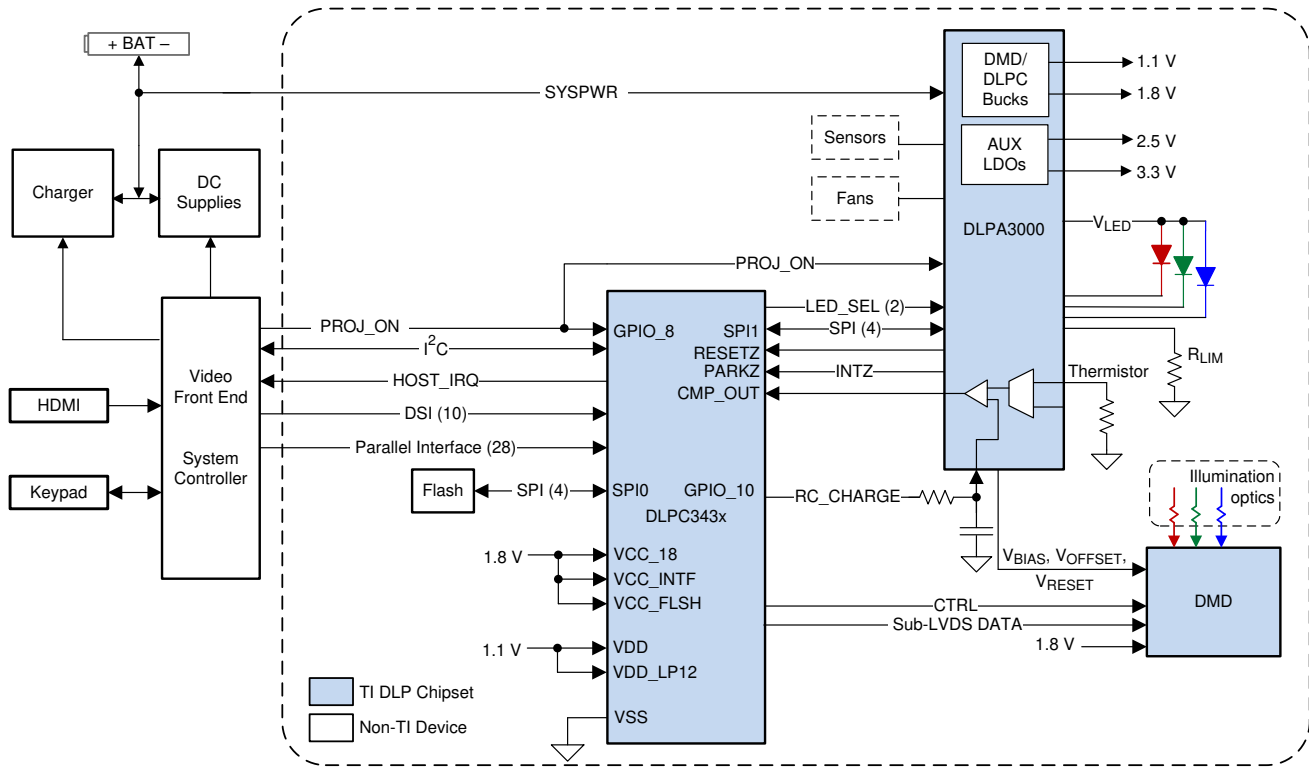 + BAT –
SYSPWR
DMD/
DLPC
Bucks
1.1 V
1.8 V
Sensors
AUX
LDOs
2.5 V
3.3 V
Charger
DC
Supplies
Fans
DLPA3000
VLED
PROJ_ON
LED_SEL (2)
PROJ_ON
GPIO_8
SPI1
SPI (4)
I2C
RESETZ
RLIM
Video
Front End
PARKZ
INTZ
Thermistor
HOST_IRQ
CMP_OUT
HDMI
DSI (10)
Parallel Interface (28)
System
Controller
Keypad
Flash
SPI (4)
SPI0
GPIO_10
RC_CHARGE
Illumination
optics
DLPC343x
1.8 V
VCC_18
VCC_INTF
VCC_FLSH
VBIAS, VOFFSET,
VRESET
DMD
CTRL
Sub-LVDS DATA
1.8 V
1.1 V
VDD
VDD_LP12
TI DLP Chipset
VSS
Non-TI Device